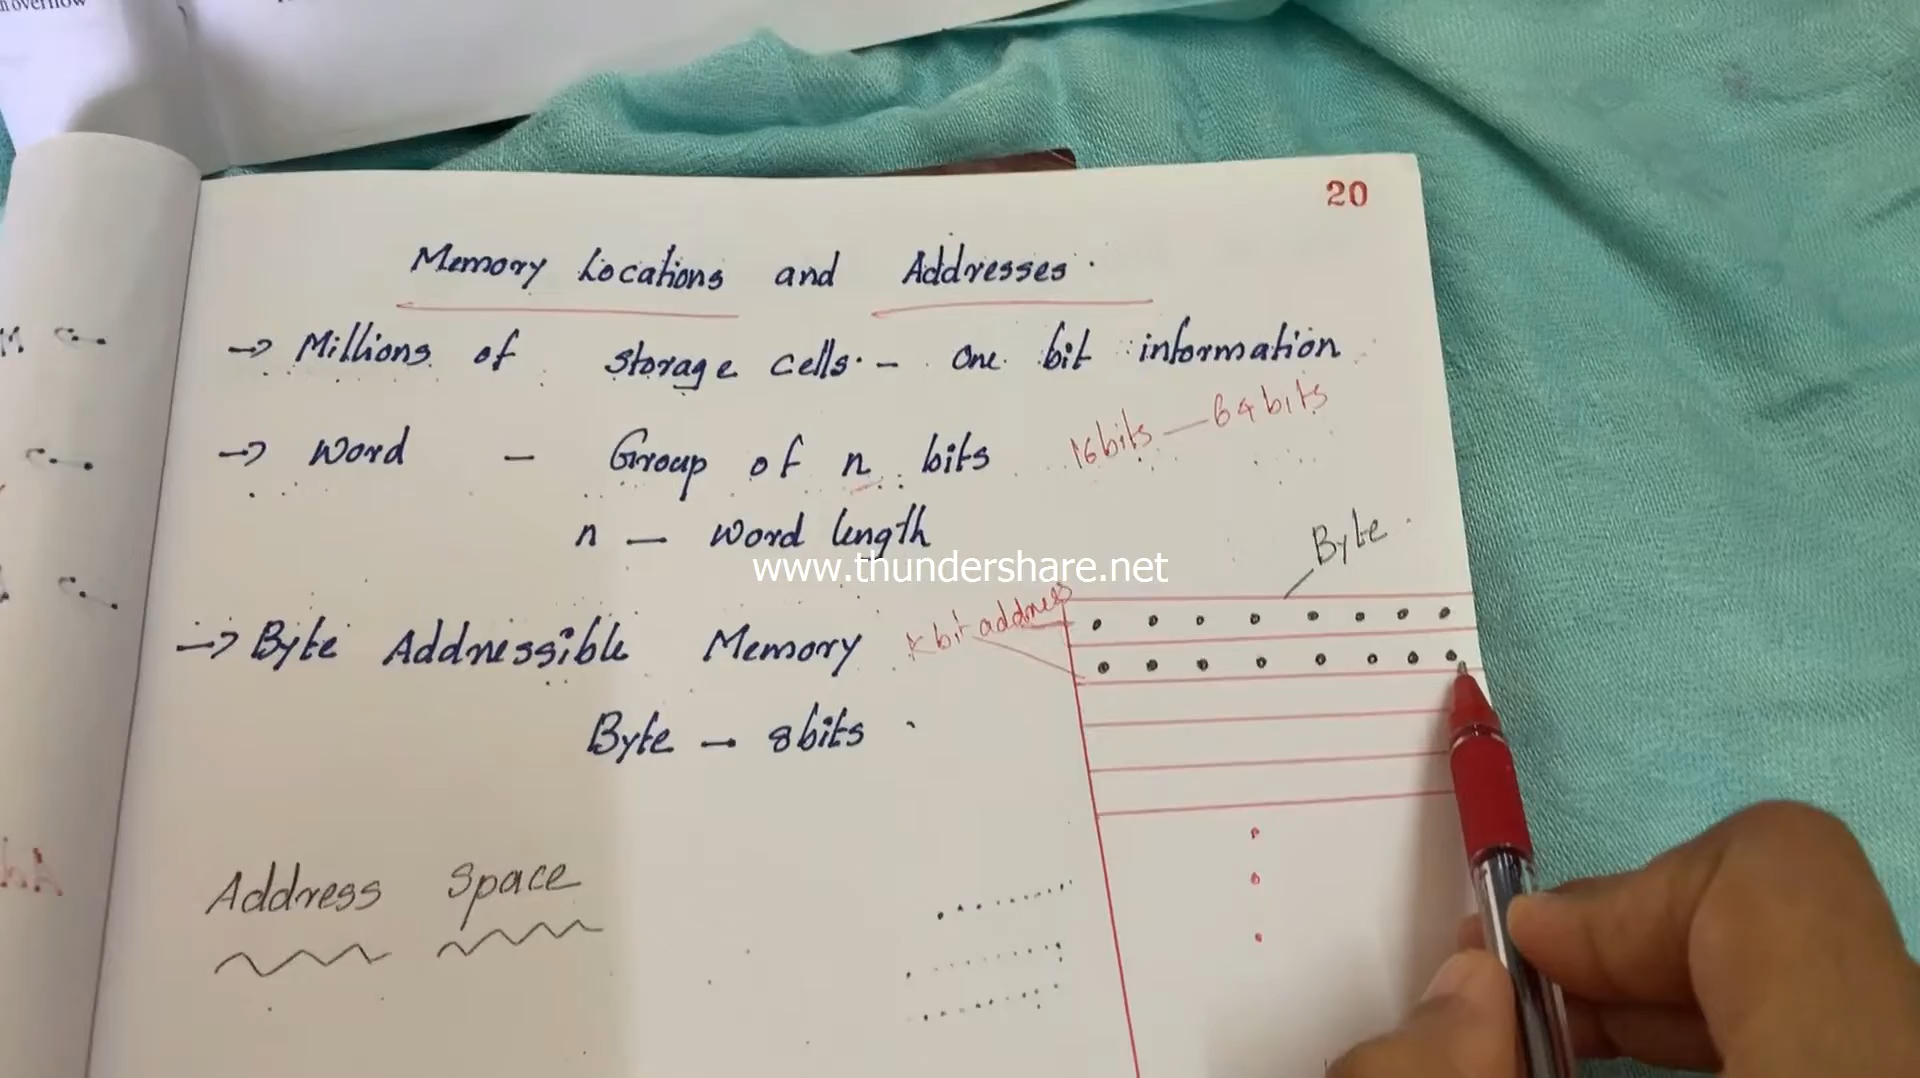 20
Memory Locations and Addresses.
→ Millions of storage cells. - One bit information
→ Word - Group of n bits 16bits — 64bits
n — Word length
www.thundershare.net
Byte
→ Byte Addressible Memory k bit address
Byte — 8bits
Address Space